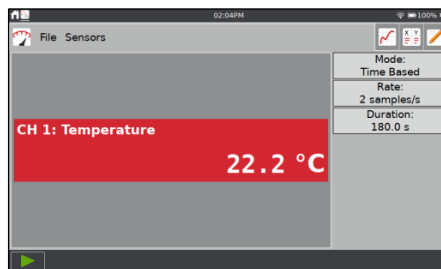 02:04PM
100%
File Sensors
X Y
Mode:
Time Based
Rate:
2 samples/s
Duration:
180.0 s
CH 1: Temperature
22.2 °C